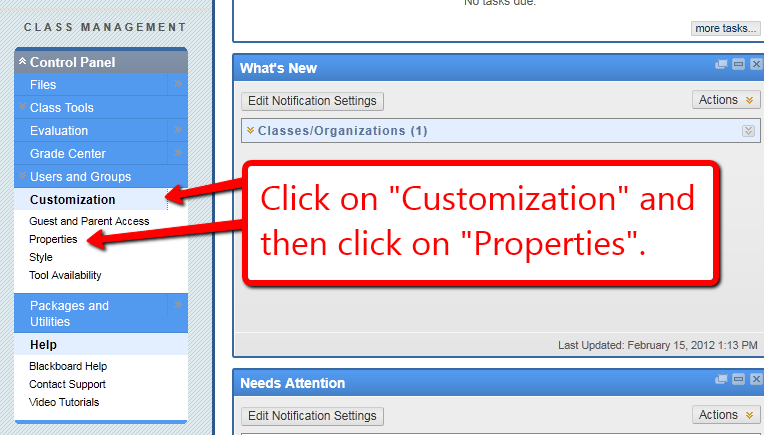 No tasks due.
CLASS MANAGEMENT
more tasks...
Control Panel
Files
Class Tools
Evaluation
Grade Center
Users and Groups
Customization
Guest and Parent Access
Properties
Style
Tool Availability
Packages and
Utilities
Help
Blackboard Help
Contact Support
Video Tutorials
What's New
Edit Notification Settings
Actions
Classes/Organizations (1)
Click on "Customization" and
then click on "Properties".
Last Updated: February 15, 2012 1:13 PM
Needs Attention
Edit Notification Settings
Actions